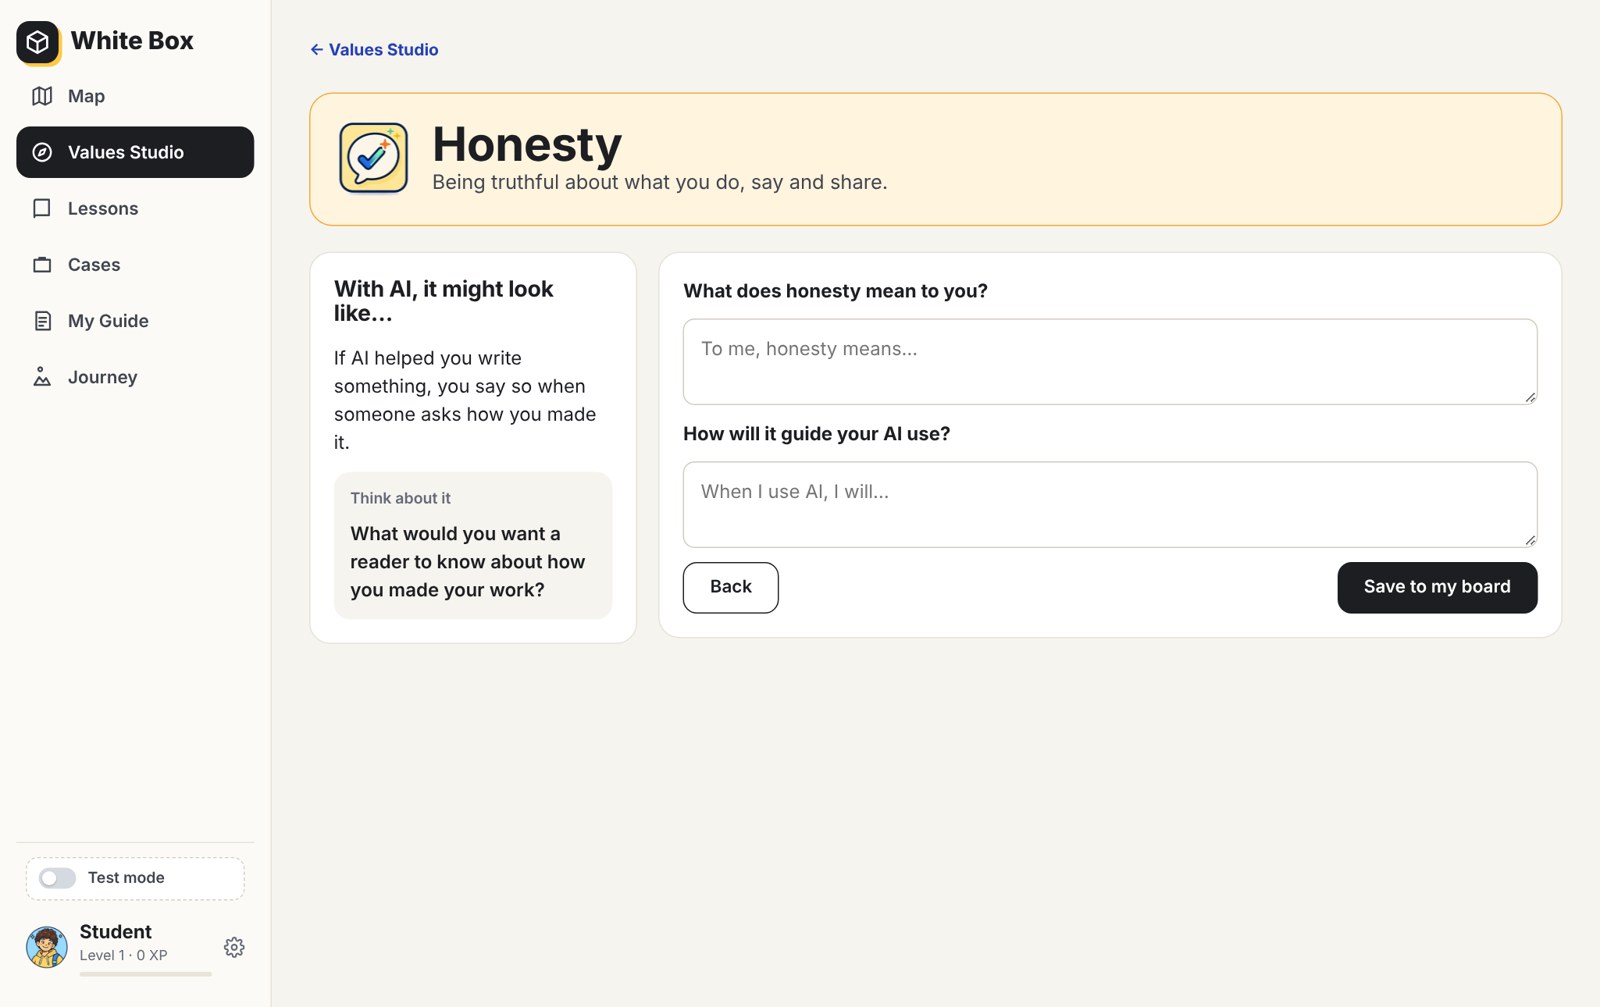 White Box
Map
Values Studio
Lessons
Cases
My Guide
Journey
Test mode
Student
Level 1 · 0 XP
← Values Studio
Honesty
Being truthful about what you do, say and share.
With AI, it might look
like...
If AI helped you write
something, you say so when
someone asks how you made
it.
Think about it
What would you want a
reader to know about how
you made your work?
What does honesty mean to you?
To me, honesty means...
How will it guide your AI use?
When I use AI, I will...
Back
Save to my board